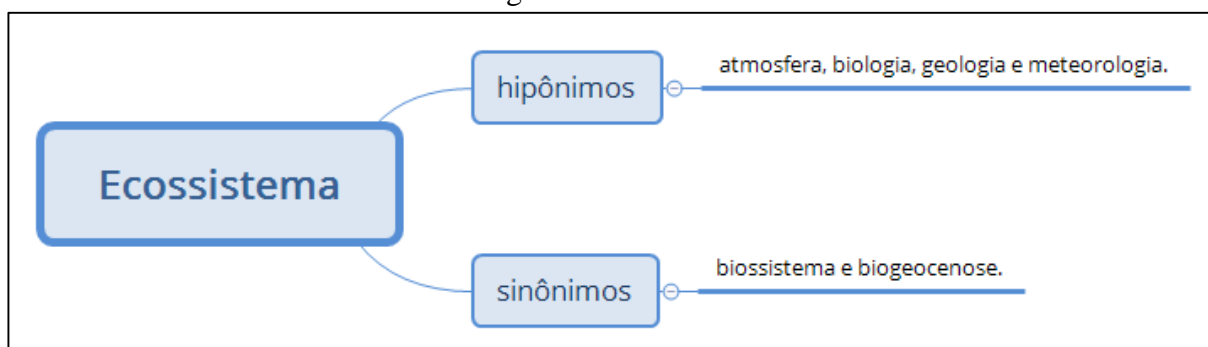 hipônimos
atmosfera, biologia, geologia e meteorologia.
Ecossistema
sinônimos
biossistema e biogeocenose.